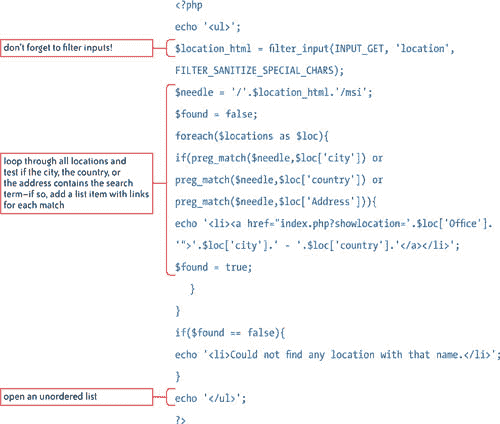 <?php
echo '<ul>';
don't forget to filter inputs!
$location_html = filter_input(INPUT_GET, 'location',
FILTER_SANITIZE_SPECIAL_CHARS);
$needle = '/'.$location_html.'/msi';
$found = false;
foreach($locations as $loc){
loop through all locations and
test if the city, the country, or
the address contains the search
term–if so, add a list item with links
for each match
if(preg_match($needle,$loc['city']) or
preg_match($needle,$loc['country']) or
preg_match($needle,$loc['Address'])){
echo '<li><a href="index.php?showlocation='.$loc['Office'].
'“>'.$loc['city'].' - '.$loc['country'].'</a></li>';
$found = true;
}
}
if($found == false){
echo '<li>Could not find any location with that name.</li>';
}
open an unordered list
echo '</ul>';
?>